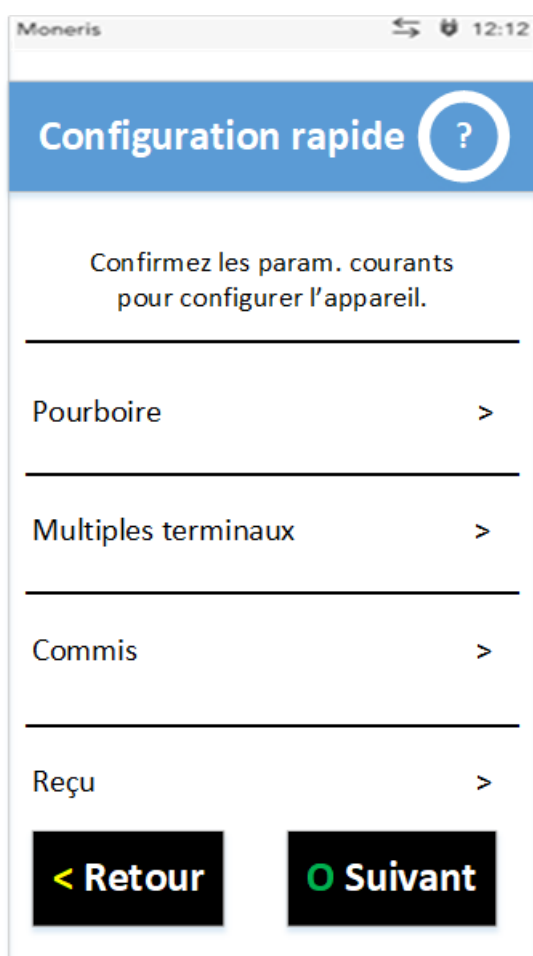 Moneris 12:12
Configuration rapide ?
Confirmez les param. courants
pour configurer l’appareil.
Pourboire >
Multiples terminaux >
Commis >
Reçu >
< Retour O Suivant